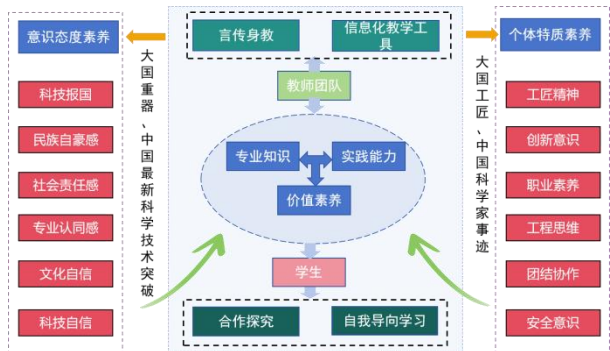 意识态度素养
科技报国
民族自豪感
社会责任感
专业认同感
文化自信
科技自信
大国重器、中国最新科学技术突破
言传身教
信息化教学工
具
教师团队
专业知识
实践能力
价值素养
学生
合作探究
自我导向学习
大国工匠、中国科学家事迹
个体特质素养
工匠精神
创新意识
职业素养
工程思维
团结协作
安全意识